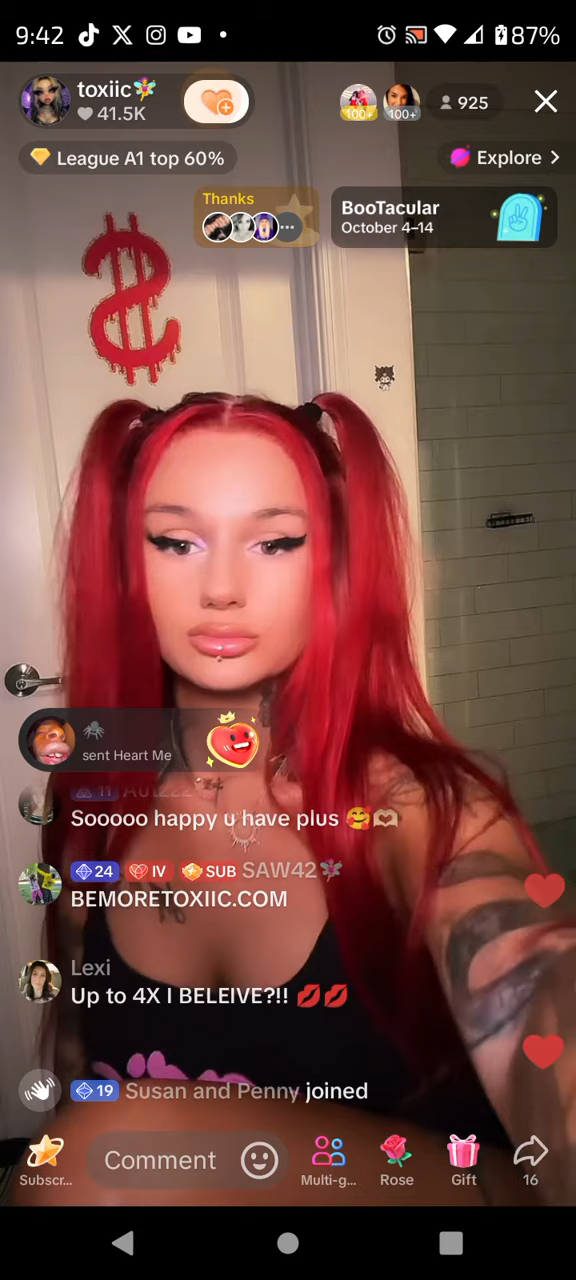 9:42
87%
toxiic🧚
41.5K
100+
100+
925
League A1 top 60%
Explore >
Thanks
BooTacular
October 4–14
🕷️
sent Heart Me
11
Sooooo happy u have plus 🥰🫶
24 IV SUB SAW42🧚
BEMORETOXIIC.COM
Lexi
Up to 4X I BELEIVE?!! 💋💋
19 Susan and Penny joined
Comment
Subscr...
Multi-g...
Rose
Gift
16